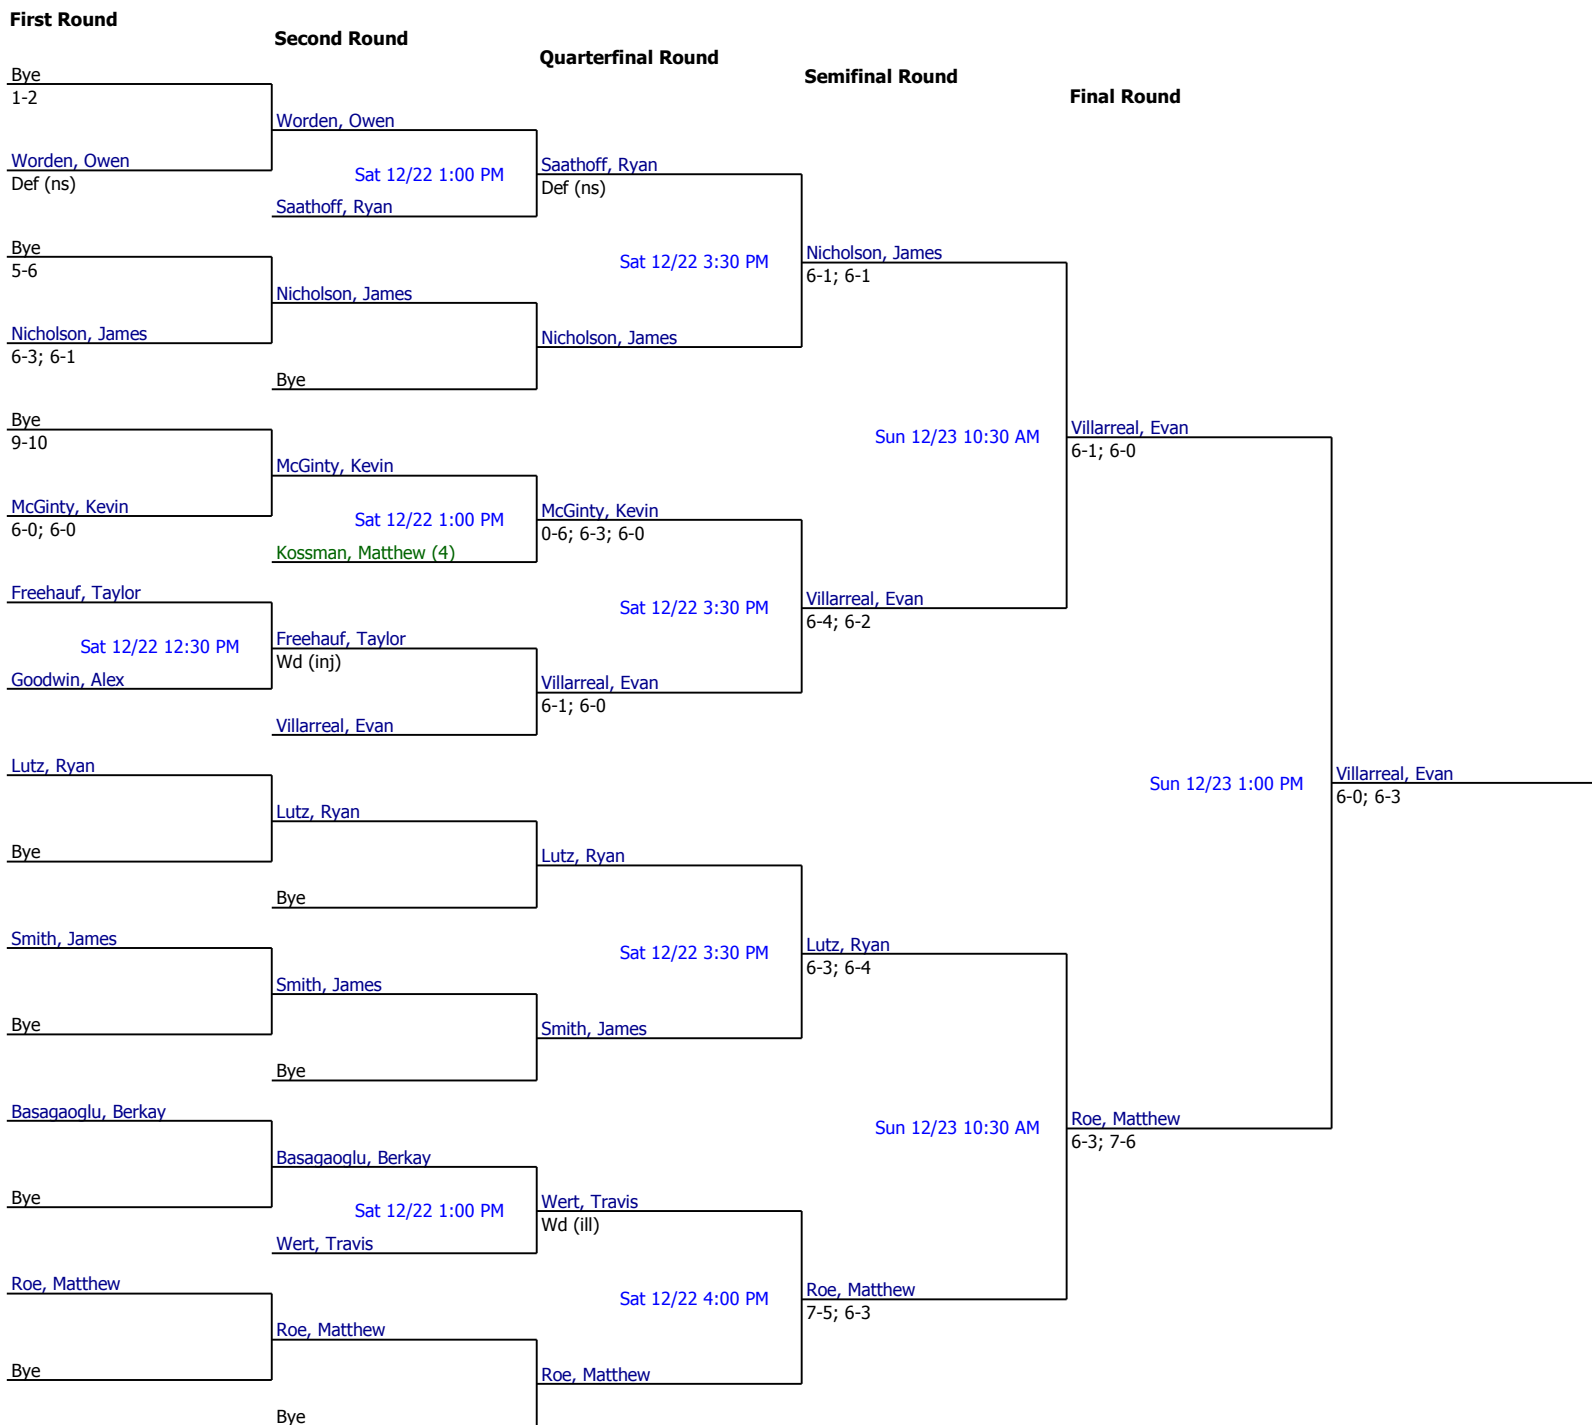 First Round
Second Round
Quarterfinal Round
Semifinal Round
Final Round
Bye
1-2
Worden, Owen
Worden, Owen
Def (ns)
Sat 12/22 1:00 PM
Saathoff, Ryan
Def (ns)
Saathoff, Ryan
Bye
5-6
Sat 12/22 3:30 PM
Nicholson, James
6-1; 6-1
Nicholson, James
Nicholson, James
6-3; 6-1
Nicholson, James
Bye
Bye
9-10
Sun 12/23 10:30 AM
Villarreal, Evan
6-1; 6-0
McGinty, Kevin
McGinty, Kevin
6-0; 6-0
Sat 12/22 1:00 PM
McGinty, Kevin
0-6; 6-3; 6-0
Kossman, Matthew (4)
Freehauf, Taylor
Sat 12/22 3:30 PM
Villarreal, Evan
6-4; 6-2
Sat 12/22 12:30 PM
Freehauf, Taylor
Wd (inj)
Goodwin, Alex
Villarreal, Evan
6-1; 6-0
Villarreal, Evan
Lutz, Ryan
Sun 12/23 1:00 PM
Villarreal, Evan
6-0; 6-3
Lutz, Ryan
Bye
Lutz, Ryan
Bye
Smith, James
Sat 12/22 3:30 PM
Lutz, Ryan
6-3; 6-4
Smith, James
Bye
Smith, James
Bye
Basagaoglu, Berkay
Sun 12/23 10:30 AM
Roe, Matthew
6-3; 7-6
Basagaoglu, Berkay
Bye
Sat 12/22 1:00 PM
Wert, Travis
Wd (ill)
Wert, Travis
Roe, Matthew
Sat 12/22 4:00 PM
Roe, Matthew
7-5; 6-3
Roe, Matthew
Bye
Roe, Matthew
Bye